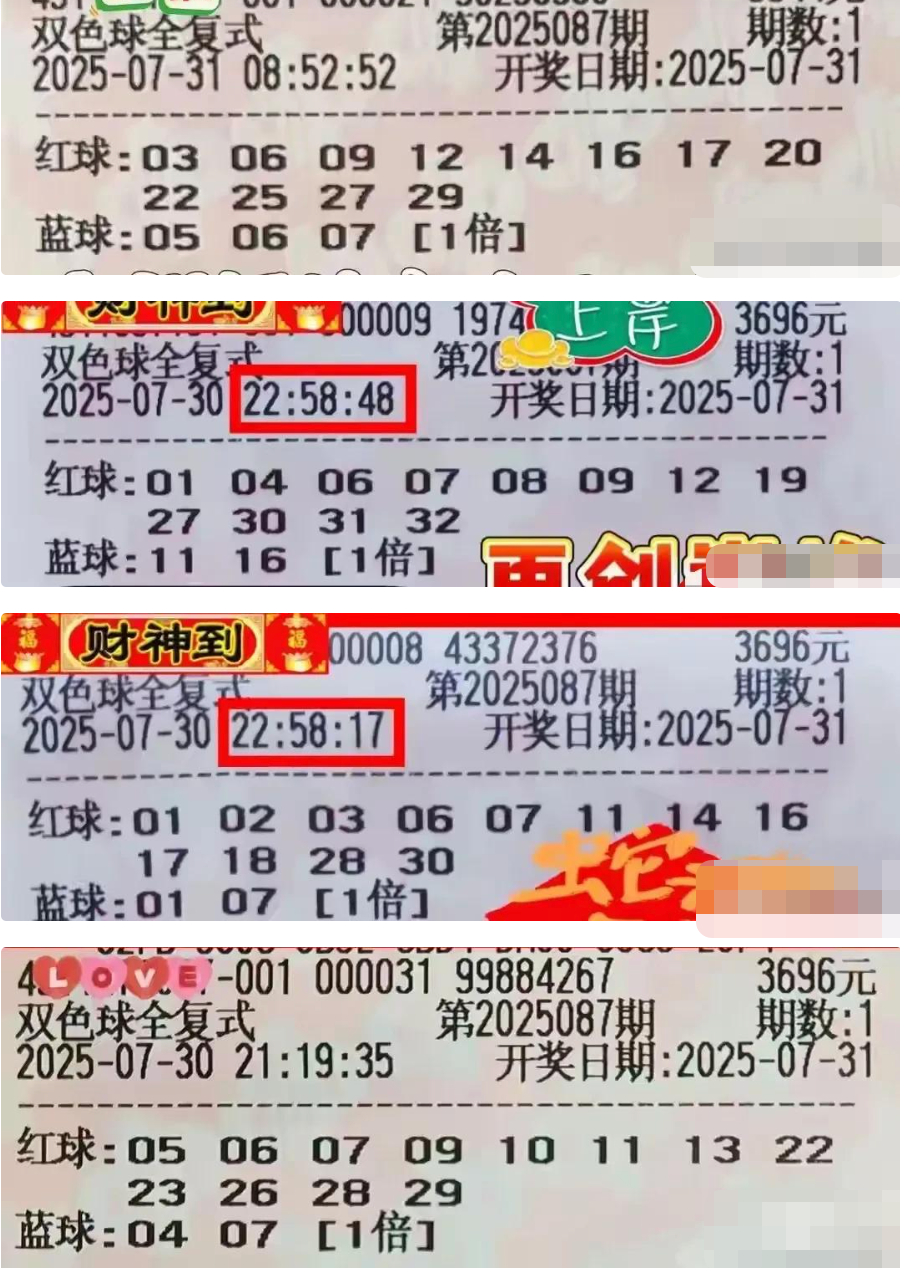 双色球全复式 第2025087期 期数:1
2025-07-31 08:52:52 开奖日期:2025-07-31
红球:03 06 09 12 14 16 17 20
22 25 27 29
蓝球:05 06 07 [1倍]
财神到 00009 1974 上岸 3696元
双色球全复式 期数:1
2025-07-30 22:58:48 开奖日期:2025-07-31
红球:01 04 06 07 08 09 12 19
27 30 31 32
蓝球:11 16 [1倍]
再创
福 财神到 福 00008 43372376 3696元
双色球全复式 第2025087期 期数:1
2025-07-30 22:58:17 开奖日期:2025-07-31
红球:01 02 03 06 07 11 14 16
17 18 28 30
蓝球:01 07 [1倍]
LOVE -001 000031 99884267 3696元
双色球全复式 第2025087期 期数:1
2025-07-30 21:19:35 开奖日期:2025-07-31
红球:05 06 07 09 10 11 13 22
23 26 28 29
蓝球:04 07 [1倍]